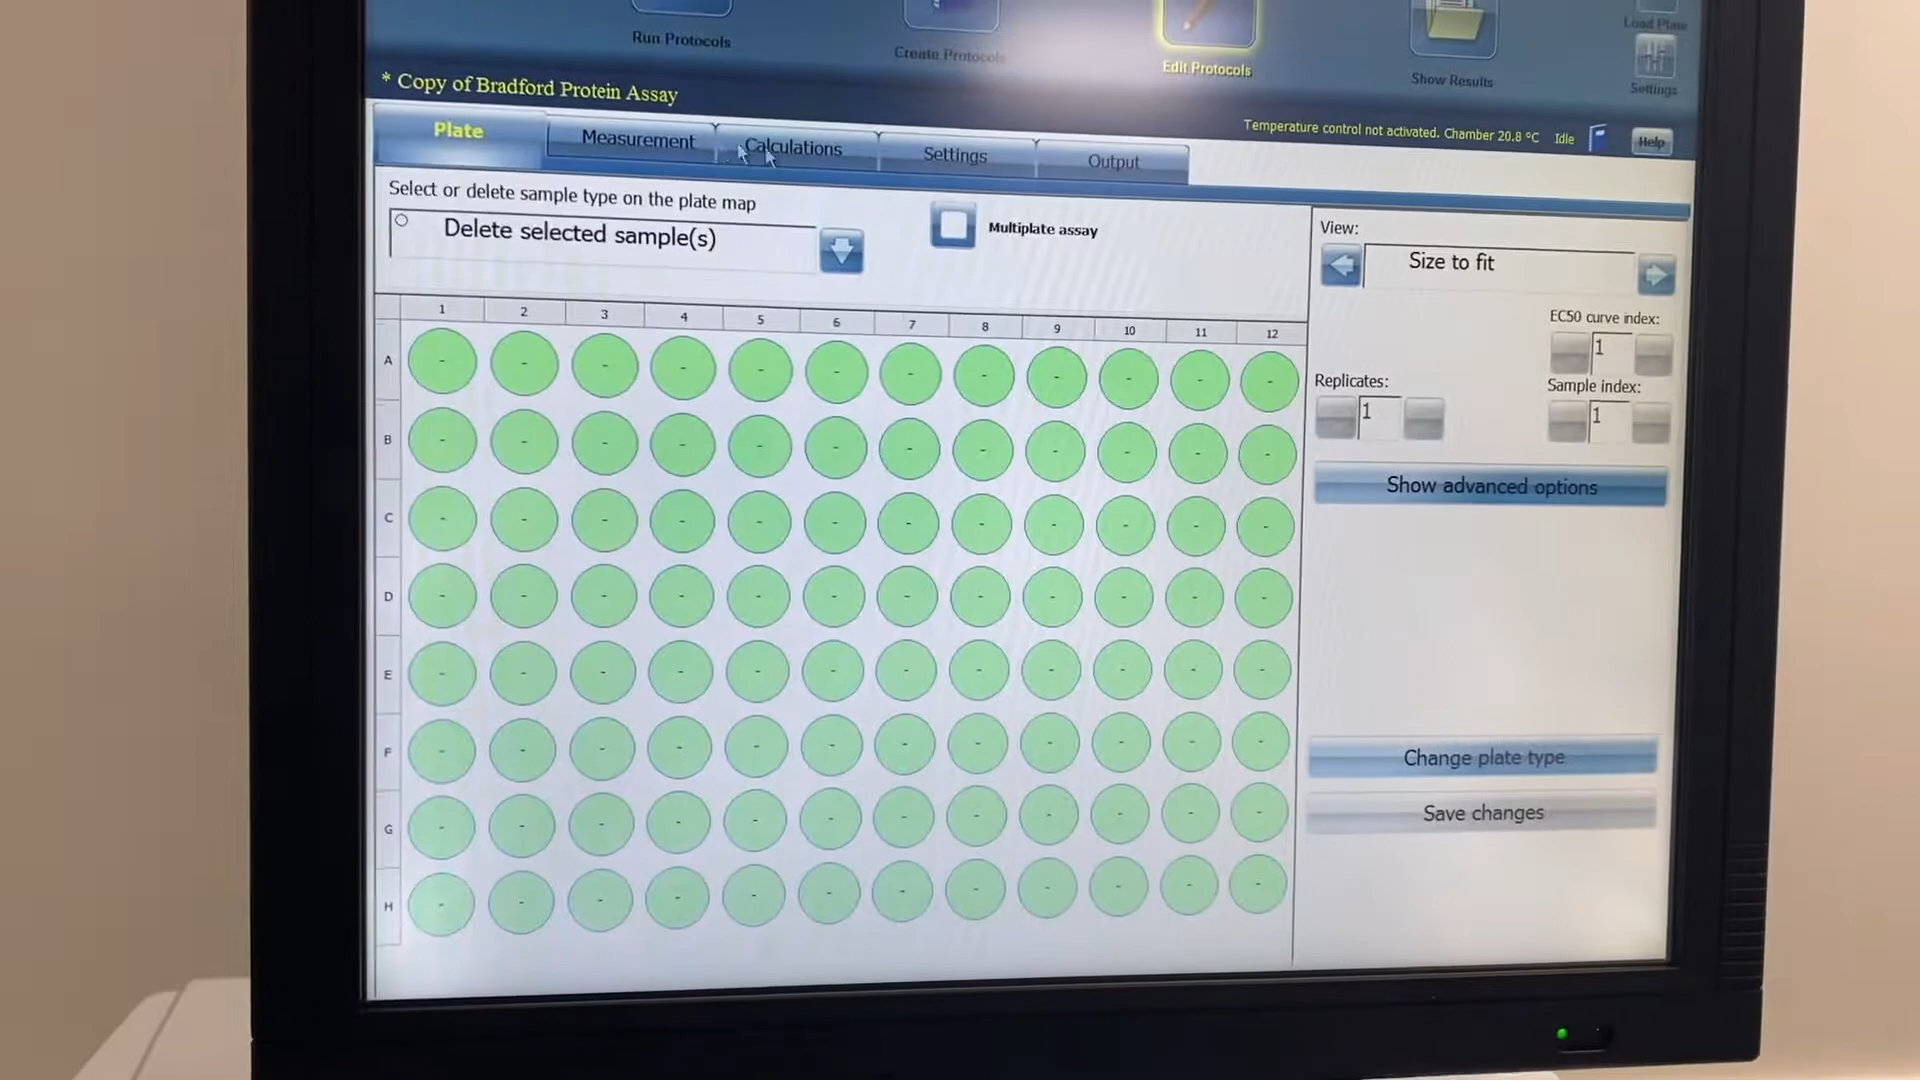 Run Protocols
Create Protocols
Edit Protocols
Show Results
Load Plate
Settings
* Copy of Bradford Protein Assay
Temperature control not activated. Chamber 20.8 °C Idle
Help
Plate
Measurement
Calculations
Settings
Output
Select or delete sample type on the plate map
Delete selected sample(s)
Multiplate assay
View:
Size to fit
EC50 curve index:
1
Replicates:
1
Sample index:
1
Show advanced options
Change plate type
Save changes
1 2 3 4 5 6 7 8 9 10 11 12
A - - - - - - - - - - - -
B - - - - - - - - - - - -
C - - - - - - - - - - - -
D - - - - - - - - - - - -
E - - - - - - - - - - - -
F - - - - - - - - - - - -
G - - - - - - - - - - - -
H - - - - - - - - - - - -